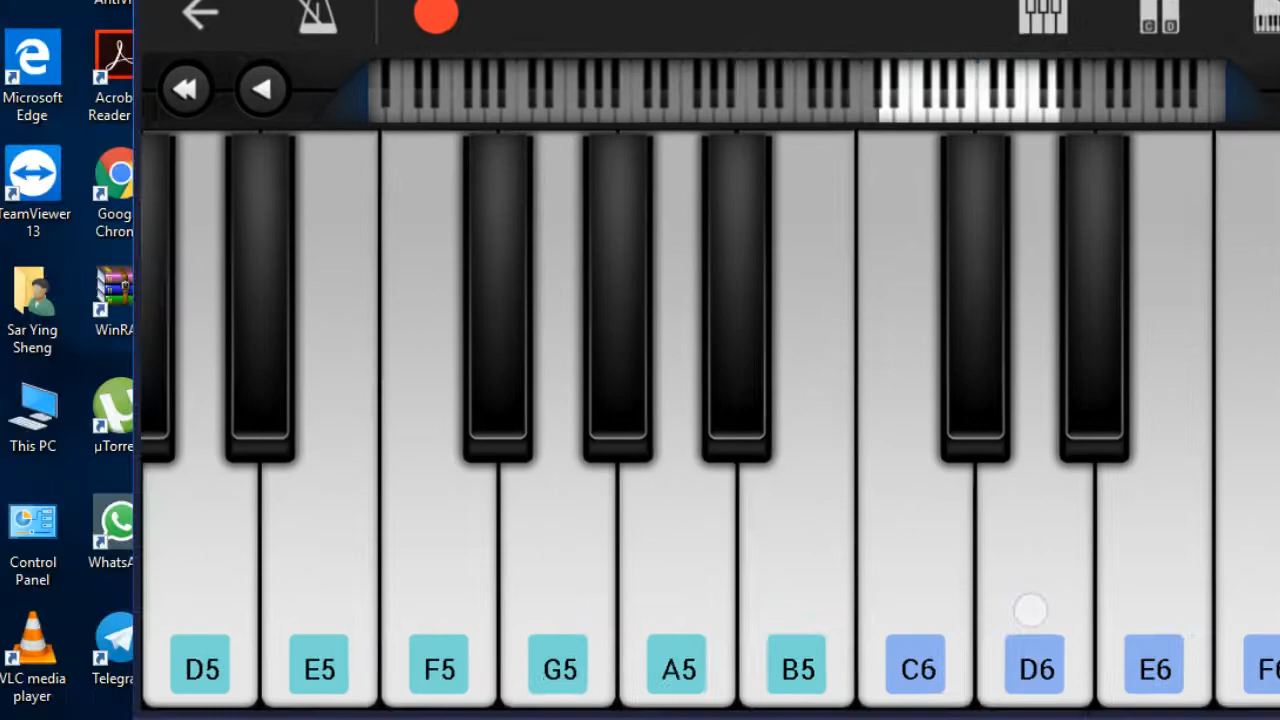 Microsoft
Edge
Acrob
Reader
TeamViewer
13
Goog
Chrom
Sar Ying
Sheng
WinRA
This PC
µTorre
Control
Panel
WhatsA
VLC media
player
Telegra
C D
D5 E5 F5 G5 A5 B5 C6 D6 E6 F6